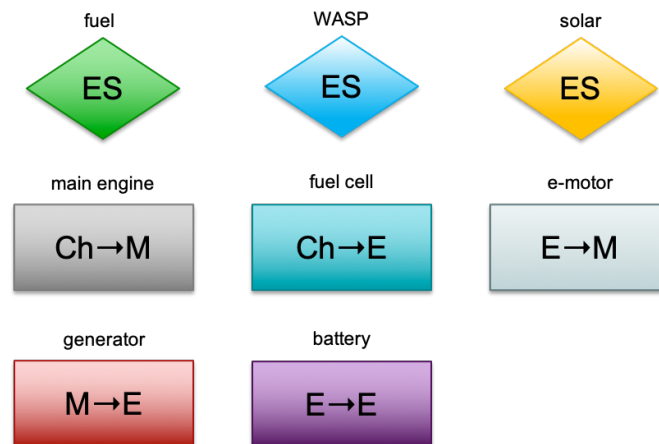 fuel
WASP
solar
ES
ES
ES
main engine
fuel cell
e-motor
Ch→M
Ch→E
E→M
generator
battery
M→E
E→E